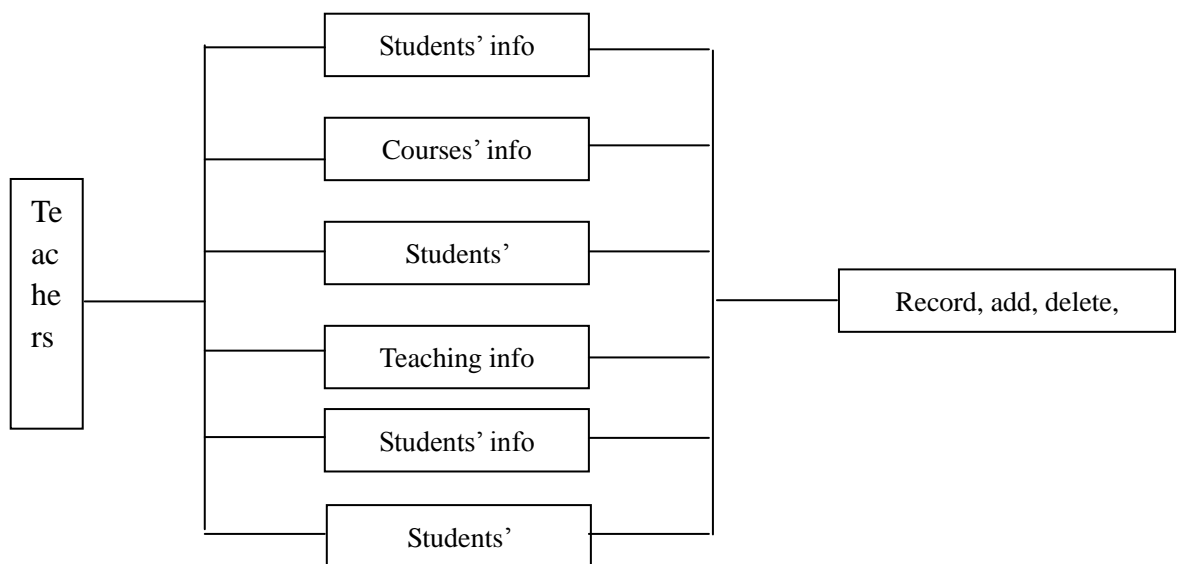 Students’ info
Courses’ info
Te
ac
he
rs
Students’
Record, add, delete,
Teaching info
Students’ info
Students’